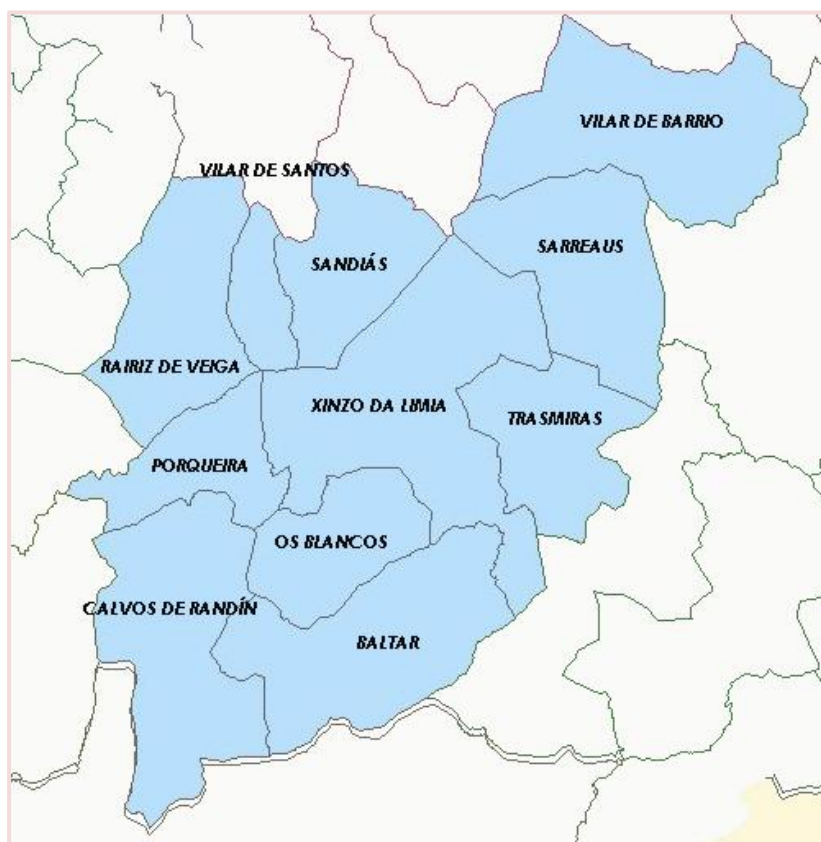 VILAR DE BARRIO
VILAR DE SANTOS
SARREAUS
SANDIÁS
RAIRIZ DE VEIGA
XINZO DA LIMIA
TRASMIRAS
PORQUEIRA
OS BLANCOS
CALVOS DE RANDÍN
BALTAR